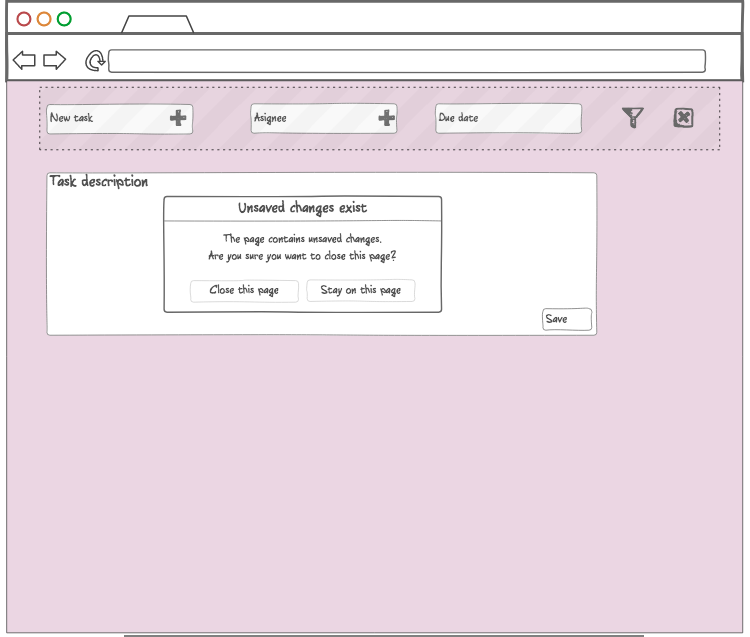 New task
Asignee
Due date
Task description
Unsaved changes exist
The page contains unsaved changes.
Are you sure you want to close this page?
Close this page
Stay on this page
Save